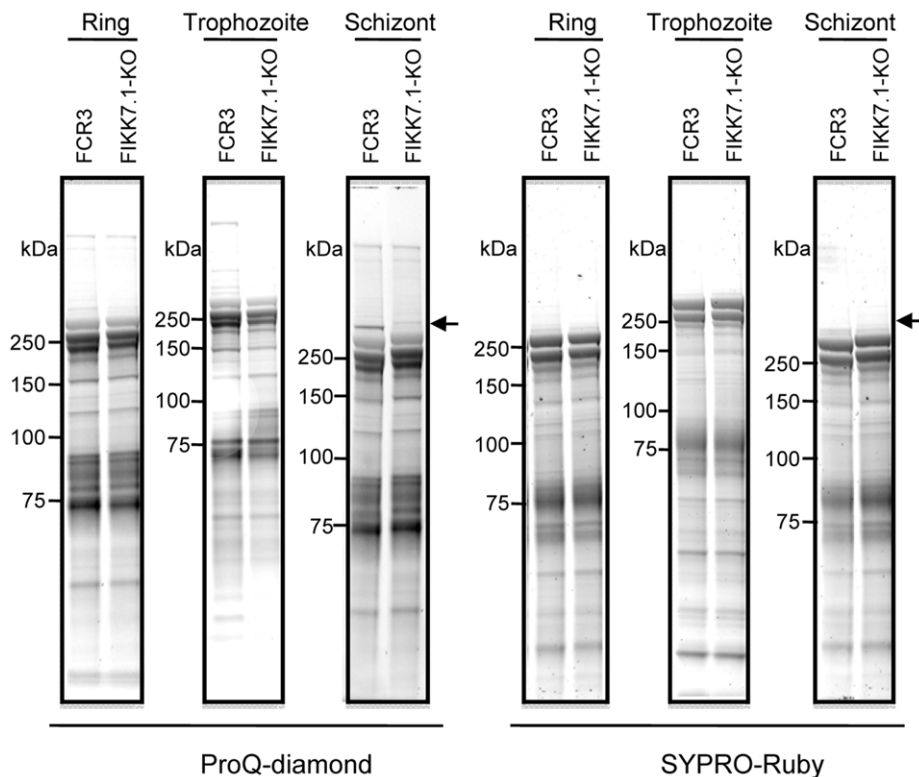 Ring Trophozoite Schizont Ring Trophozoite Schizont
FCR3 FIKK7.1-KO FCR3 FIKK7.1-KO FCR3 FIKK7.1-KO FCR3 FIKK7.1-KO FCR3 FIKK7.1-KO FCR3 FIKK7.1-KO
kDa kDa kDa kDa kDa kDa
250 150 100 75
250 150 100 75
250 150 100 75
250 150 100 75
250 150 100 75
250 150 100 75
ProQ-diamond SYPRO-Ruby